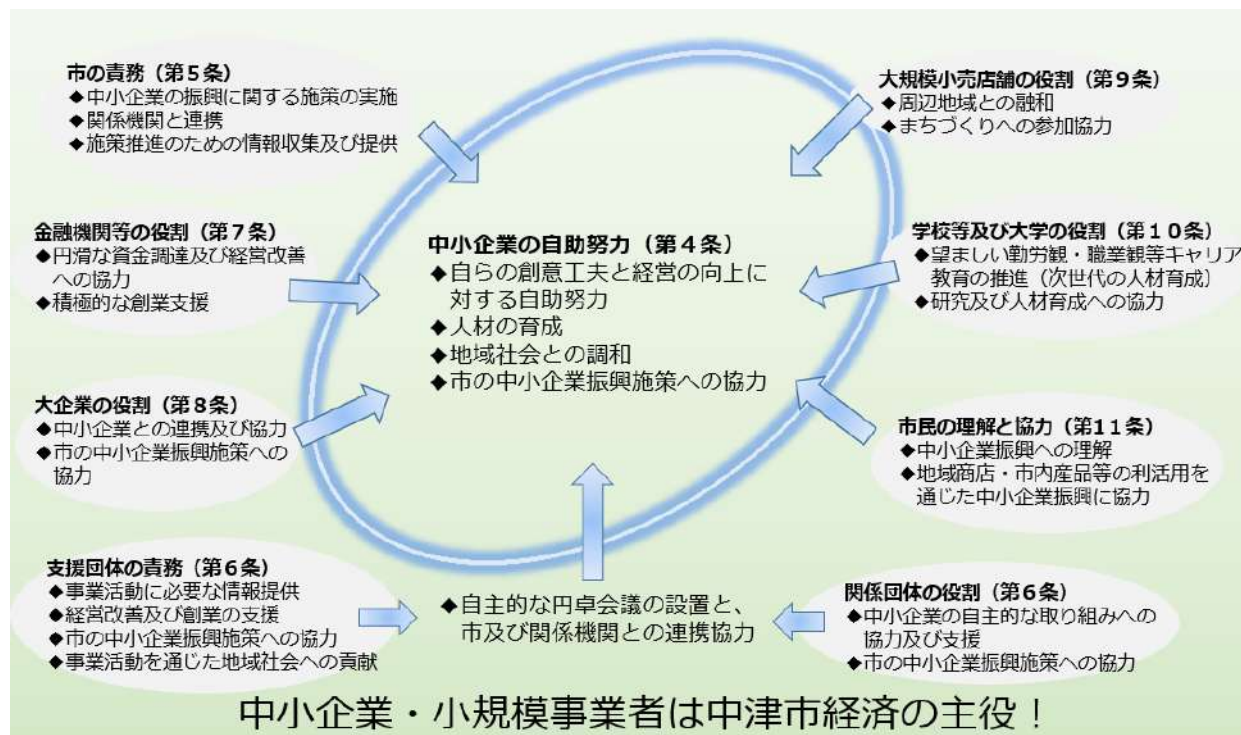 市の責務（第５条）
◆中小企業の振興に関する施策の実施
◆関係機関と連携
◆施策推進のための情報収集及び提供
大規模小売店舗の役割（第９条）
◆周辺地域との融和
◆まちづくりへの参加協力
金融機関等の役割（第７条）
◆円滑な資金調達及び経営改善
への協力
◆積極的な創業支援
中小企業の自助努力（第４条）
◆自らの創意工夫と経営の向上に
対する自助努力
◆人材の育成
◆地域社会との調和
◆市の中小企業振興施策への協力
学校等及び大学の役割（第１０条）
◆望ましい勤労観・職業観等キャリア
教育の推進（次世代の人材育成）
◆研究及び人材育成への協力
大企業の役割（第８条）
◆中小企業との連携及び協力
◆市の中小企業振興施策への
協力
市民の理解と協力（第１１条）
◆中小企業振興への理解
◆地域商店・市内産品等の利活用を
通じた中小企業振興に協力
支援団体の責務（第６条）
◆事業活動に必要な情報提供
◆経営改善及び創業の支援
◆市の中小企業振興施策への協力
◆事業活動を通じた地域社会への貢献
◆自主的な円卓会議の設置と、
市及び関係機関との連携協力
関係団体の役割（第６条）
◆中小企業の自主的な取り組みへの
協力及び支援
◆市の中小企業振興施策への協力
中小企業・小規模事業者は中津市経済の主役！